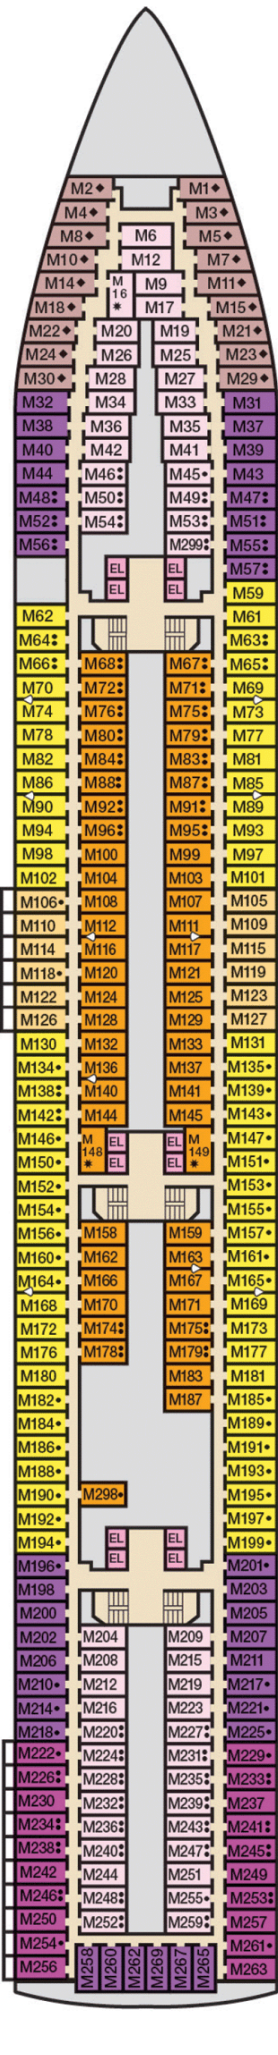 M2◆ M1◆
M4◆ M3◆
M8◆ M6 M5◆
M10◆ M12 M7◆
M14◆ M 16 ✷ M9 M11◆
M18◆ M17 M15◆
M22◆ M20 M19 M21◆
M24◆ M26 M25 M23◆
M30◆ M28 M27 M29◆
M32 M34 M33 M31
M38 M36 M35 M37
M40 M42 M41 M39
M44 M46: M45• M43
M48: M50: M49: M47:
M52: M54: M53: M51:
M56: M299: M55:
EL EL M57:
EL EL M59
M62 M61
M64: M63:
M66: M68: M67: M65:
M70 M72: M71: M69
M74 M76: M75: M73
M78 M80: M79: M77
M82 M84: M83: M81
M86 M88: M87: M85
M90 M92: M91: M89
M94 M96: M95: M93
M98 M100 M99 M97
M102 M104 M103 M101
M106• M108 M107 M105
M110 M112 M111 M109
M114 M116 M117 M115
M118• M120 M121 M119
M122 M124 M125 M123
M126 M128 M129 M127
M130 M132 M133 M131
M134• M136 M137 M135•
M138: M140 M141 M139•
M142: M144 M145 M143•
M146• M 148 ✷ EL EL M 149 ✷ M147•
M150• EL EL M151•
M152• M153•
M154• M155•
M156• M158 M159 M157•
M160• M162 M163 M161•
M164• M166 M167 M165•
M168 M170 M171 M169
M172 M174: M175: M173
M176 M178: M179: M177
M180 M183 M181
M182• M187 M185•
M184• M189•
M186• M191•
M188• M193•
M190• M298• M195•
M192• M197•
M194• EL EL M199•
M196• EL EL M201•
M198 M203
M200 M205
M202 M204 M209 M207
M206 M208 M215 M211
M210• M212 M219 M217•
M214• M216 M223 M221•
M218• M220: M227: M225•
M222• M224: M231: M229•
M226: M228: M235: M233:
M230 M232: M239: M237
M234: M236: M243: M241:
M238: M240: M247: M245:
M242 M244 M251 M249
M246: M248: M255• M253:
M250 M252: M259: M257
M254• M261•
M256 M258 M260 M262 M269 M267 M265 M263